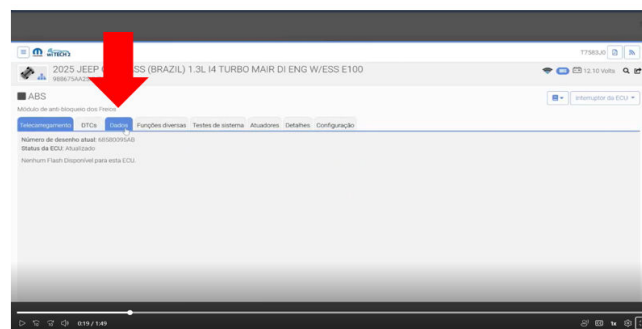 wiTECH2
T7583J0
2025 JEEP C SS (BRAZIL) 1.3L I4 TURBO MAIR DI ENG W/ESS E100
12.10 Volts
ABS
Módulo de anti-bloqueio dos Freios
Interruptor da ECU
Telecarregamento DTCs Dados Funções diversas Testes de sistema Atuadores Detalhes Configuração
Número de desenho atual: 68580095AB
Status da ECU: Atualizado
Nenhum Flash Disponível para esta ECU.
0:19 / 1:49
1x